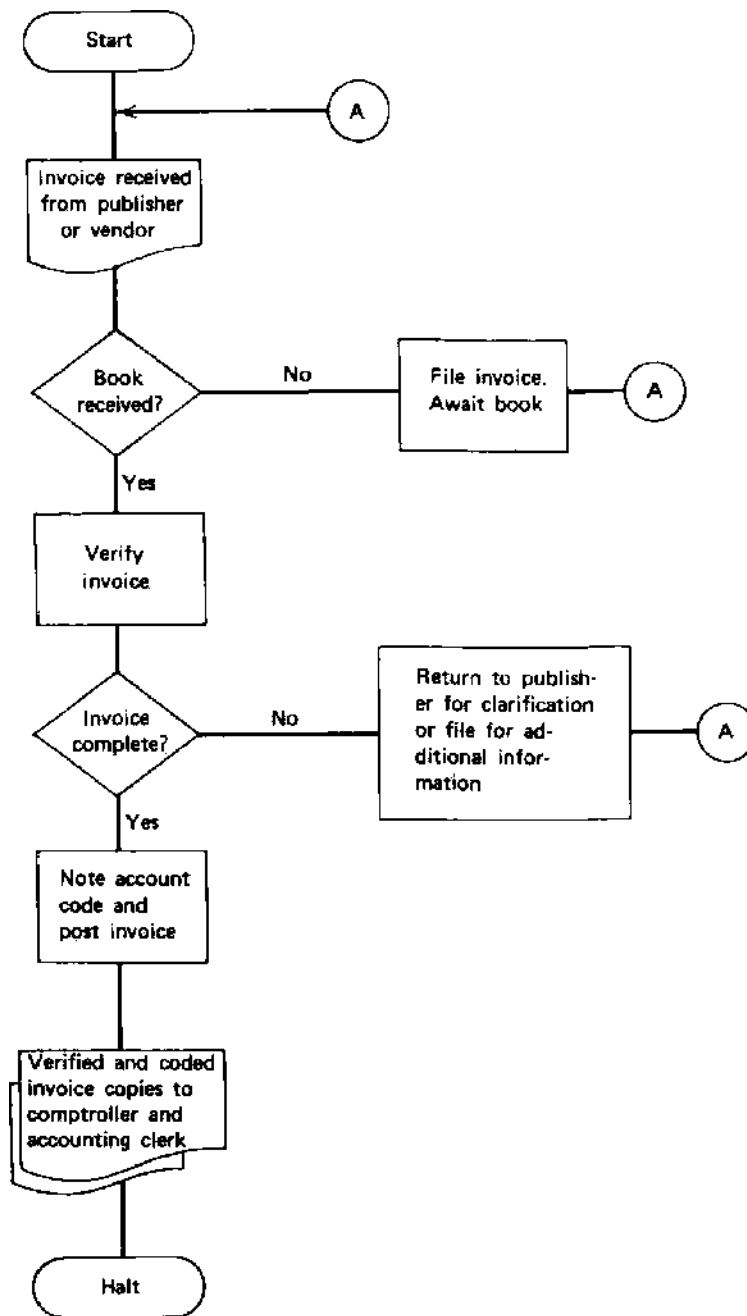 Start
A
Invoice received
from publisher
or vendor
Book
received?
No
File invoice.
Await book
A
Yes
Verify
invoice
Invoice
complete?
No
Return to publish-
er for clarification
or file for ad-
ditional infor-
mation
A
Yes
Note account
code and
post invoice
Verified and coded
invoice copies to
comptroller and
accounting clerk
Halt